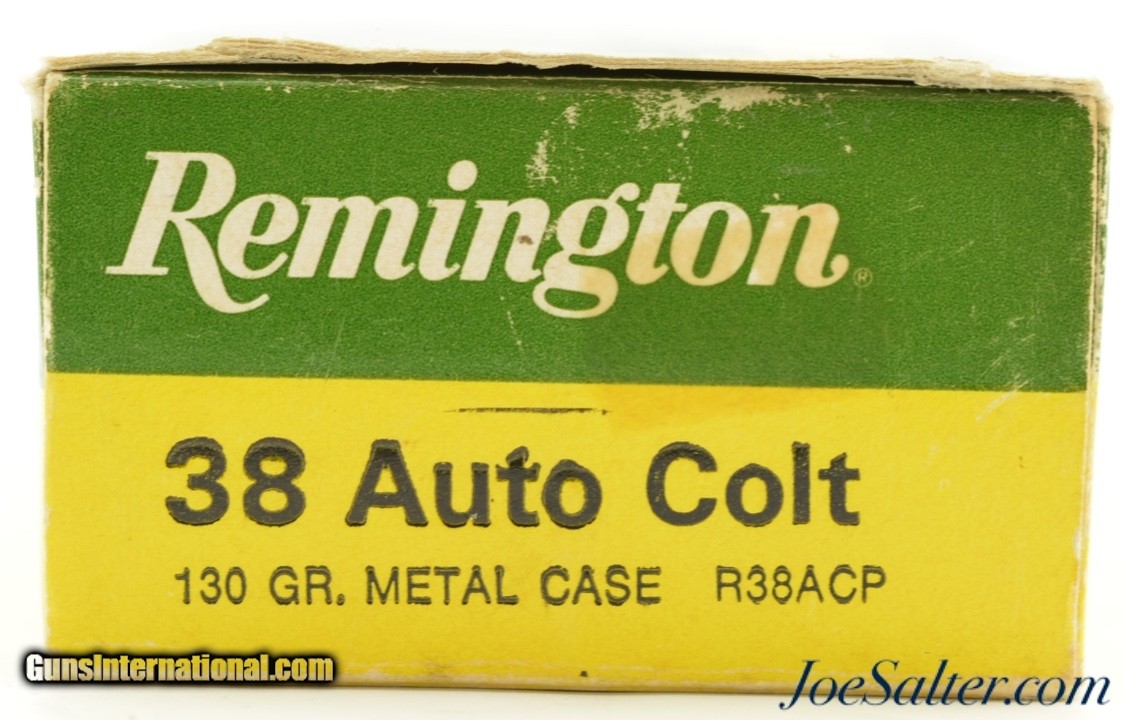 Remington®
38 Auto Colt
130 GR. METAL CASE R38ACP
GunsInternational.com
JoeSalter.com